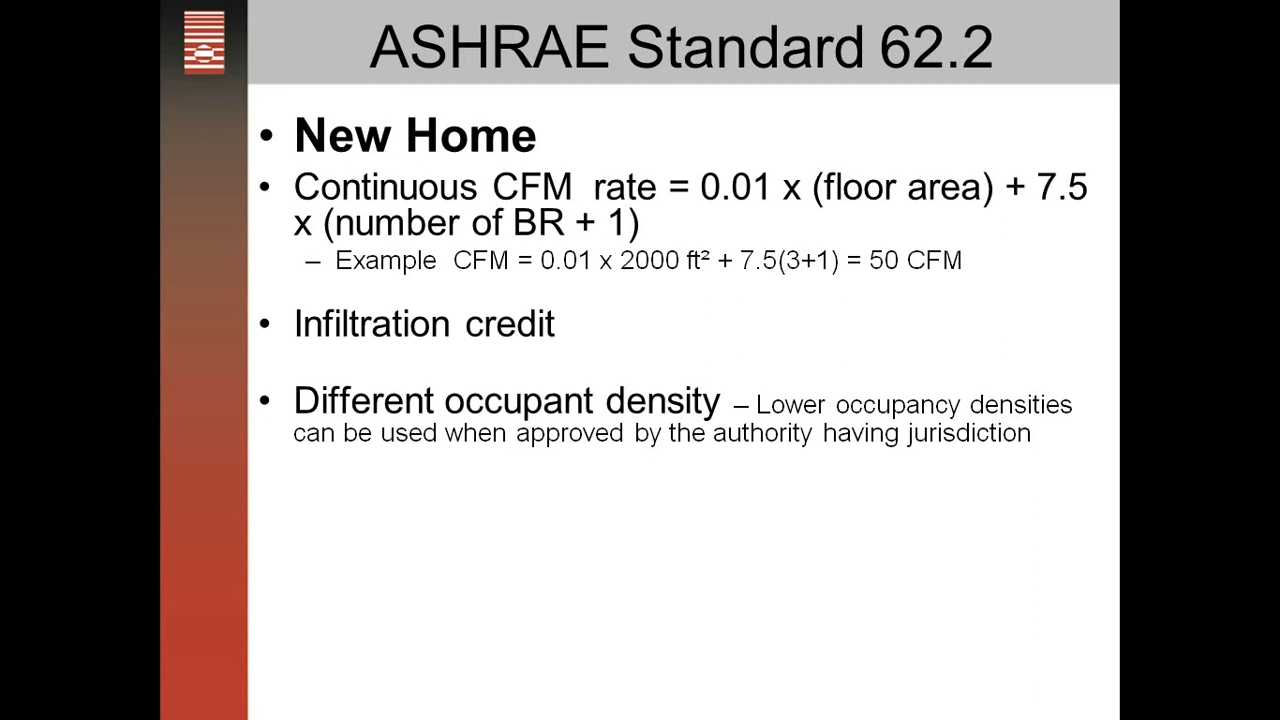 ASHRAE Standard 62.2
• New Home
• Continuous CFM rate = 0.01 x (floor area) + 7.5
x (number of BR + 1)
– Example CFM = 0.01 x 2000 ft² + 7.5(3+1) = 50 CFM
• Infiltration credit
• Different occupant density – Lower occupancy densities
can be used when approved by the authority having jurisdiction